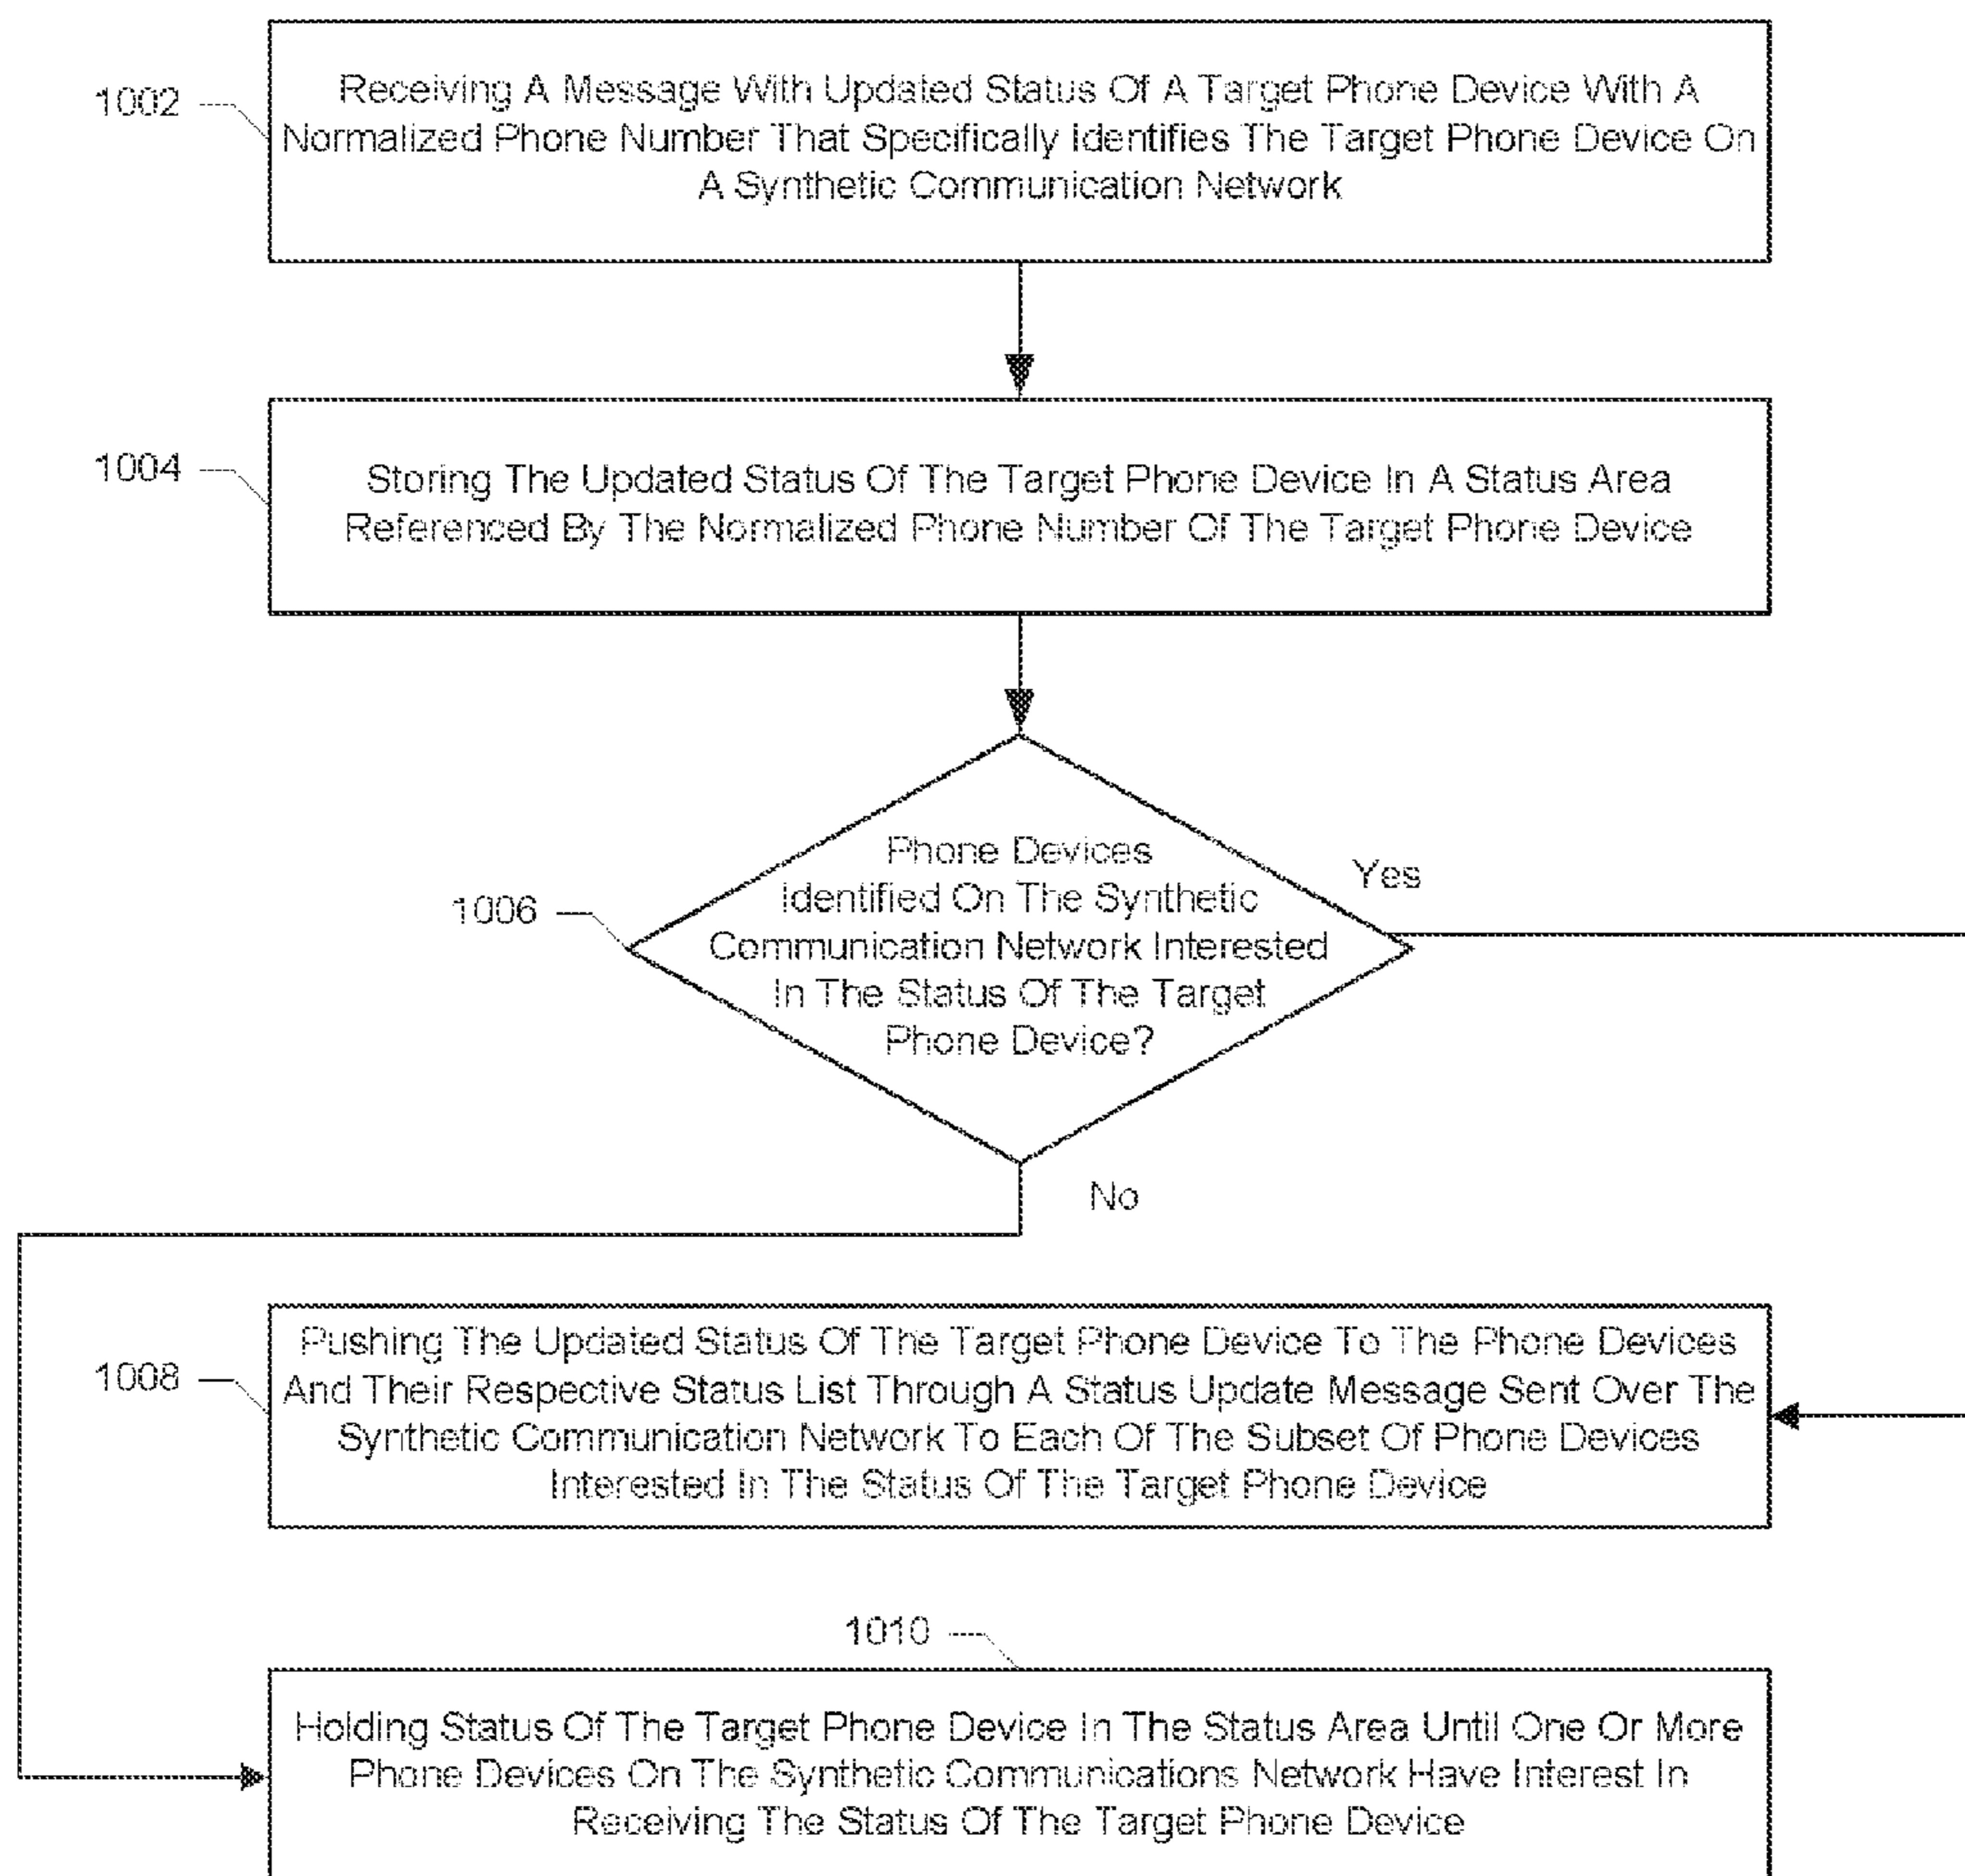 1002
Receiving A Message With Updated Status Of A Target Phone Device With A
Normalized Phone Number That Specifically Identifies The Target Phone Device On
A Synthetic Communication Network
1004
Storing The Updated Status Of The Target Phone Device In A Status Area
Referenced By The Normalized Phone Number Of The Target Phone Device
1006
Phone Devices
Identified On The Synthetic
Communication Network Interested
In The Status Of The Target
Phone Device?
Yes
No
1008
Pushing The Updated Status Of The Target Phone Device To The Phone Devices
And Their Respective Status List Through A Status Update Message Sent Over The
Synthetic Communication Network To Each Of The Subset Of Phone Devices
Interested In The Status Of The Target Phone Device
1010
Holding Status Of The Target Phone Device In The Status Area Until One Or More
Phone Devices On The Synthetic Communications Network Have Interest In
Receiving The Status Of The Target Phone Device